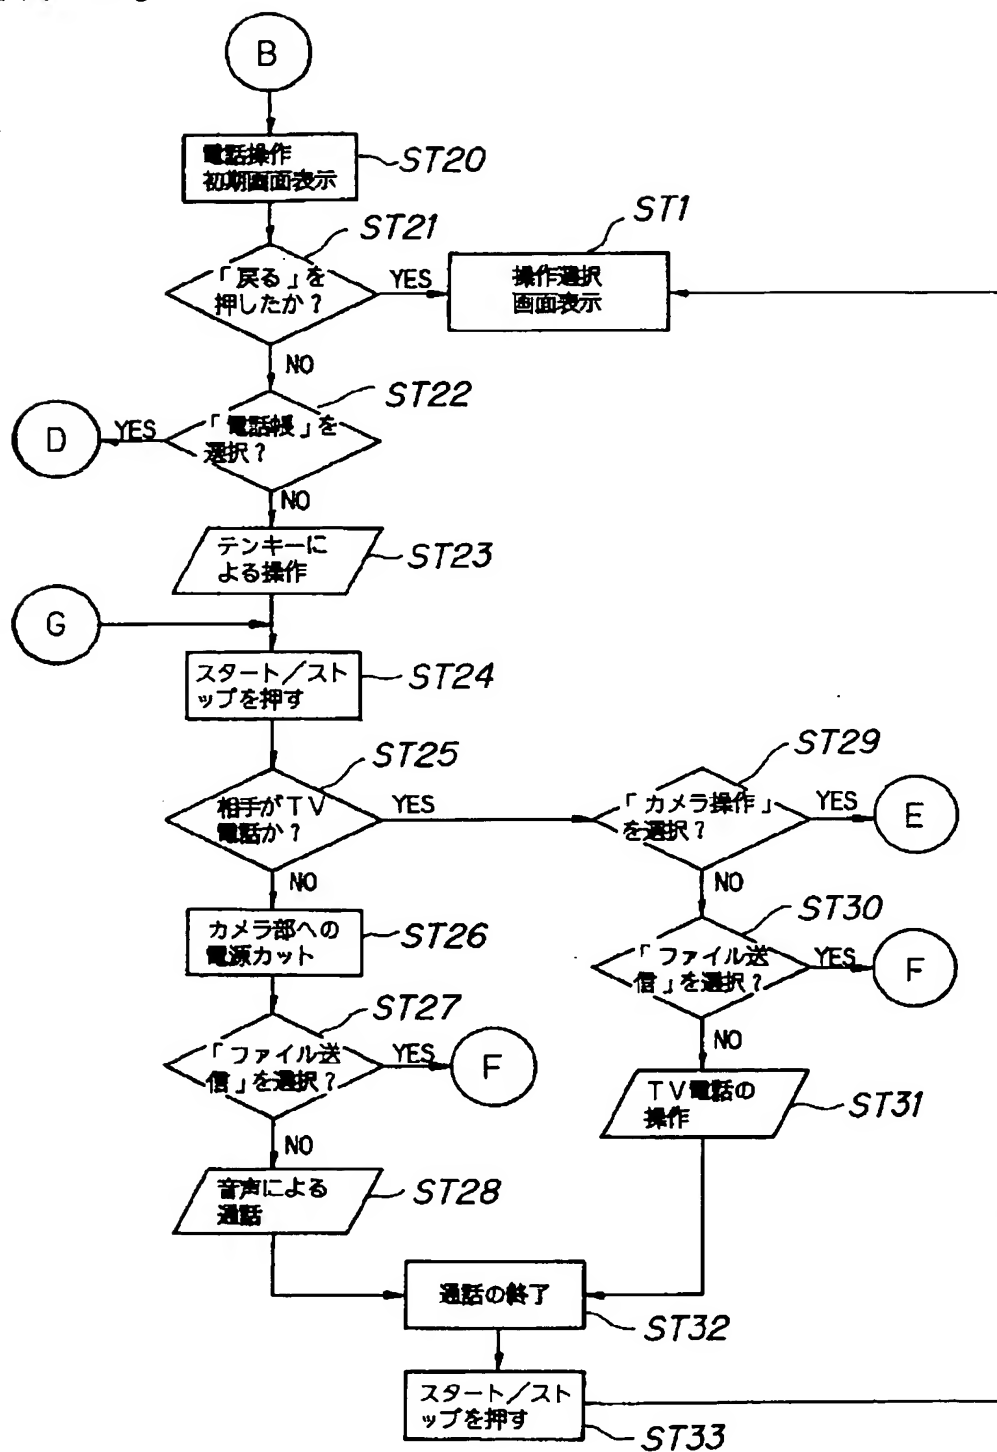 B
電話操作
初期画面表示
ST20
ST21
「戻る」を
押したか？
YES
ST1
操作選択
画面表示
NO
ST22
「電話帳」を
選択？
YES
D
NO
テンキーに
よる操作
ST23
G
スタート／スト
ップを押す
ST24
ST25
相手がTV
電話か？
YES
ST29
「カメラ操作」
を選択？
YES
E
NO
NO
カメラ部への
電源カット
ST26
ST30
「ファイル送
信」を選択？
YES
F
ST27
「ファイル送
信」を選択？
YES
F
NO
TV電話の
操作
ST31
NO
音声による
通話
ST28
通話の終了
ST32
スタート／スト
ップを押す
ST33